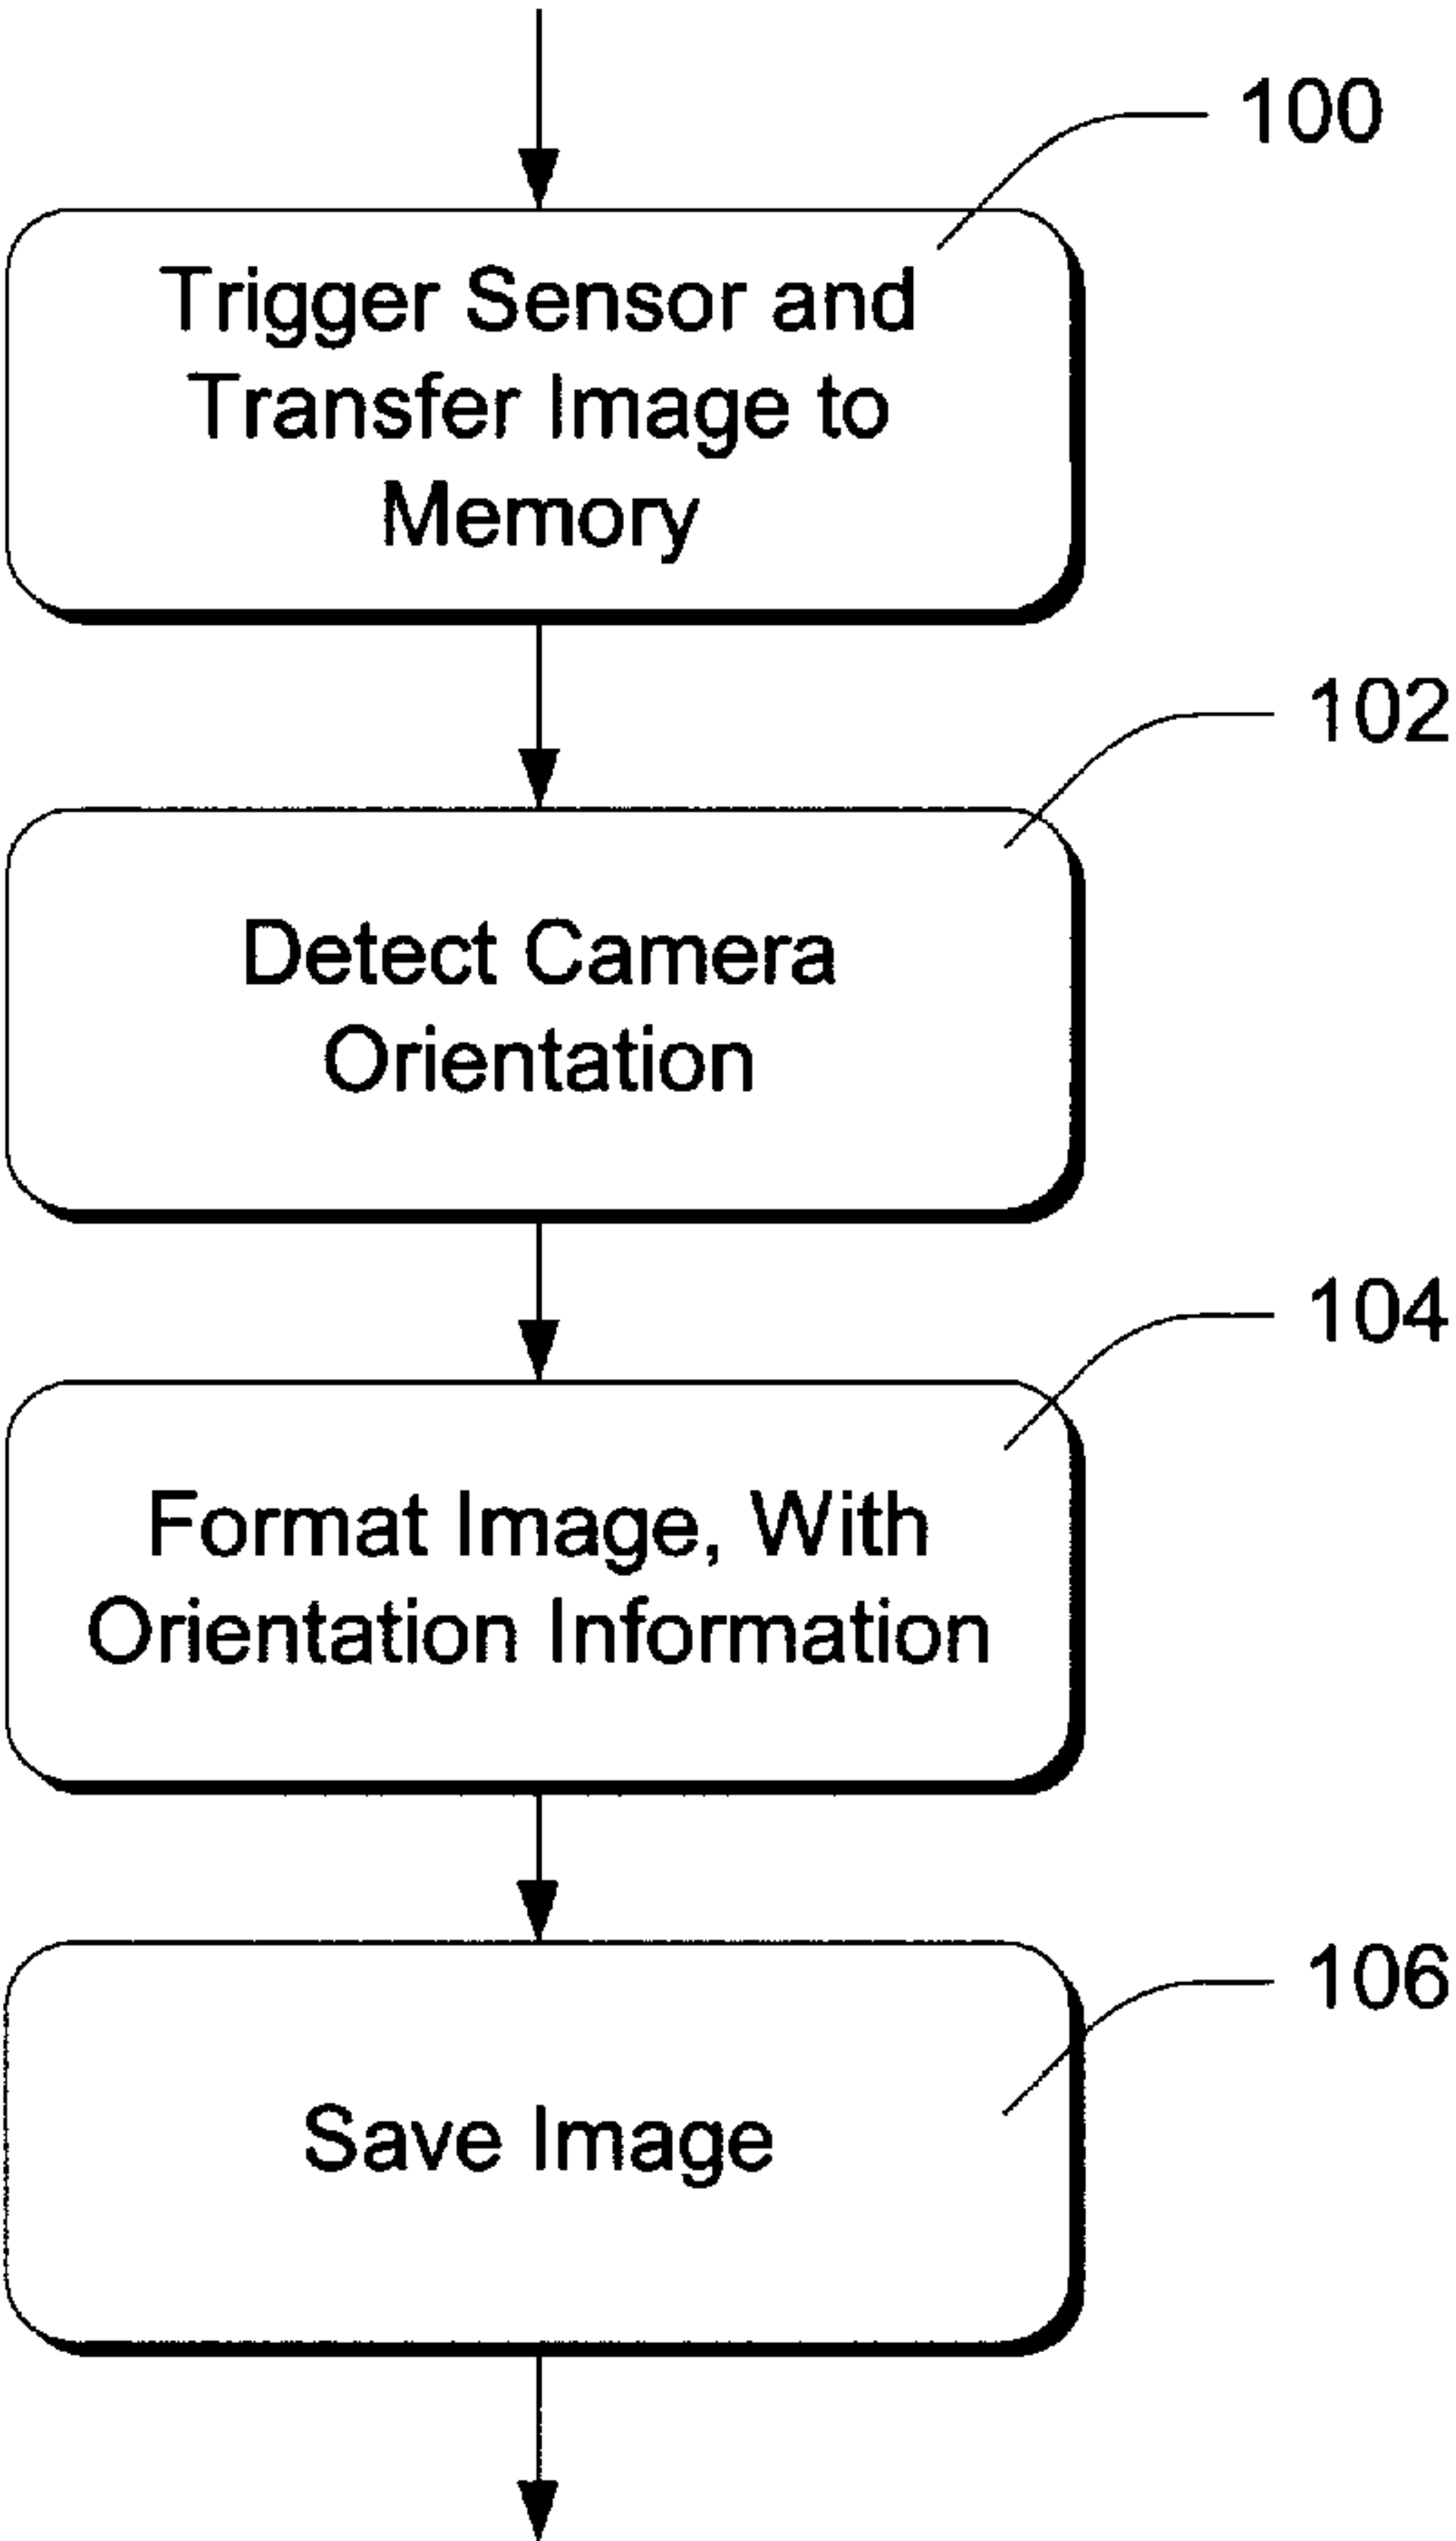 100
Trigger Sensor and
Transfer Image to
Memory
102
Detect Camera
Orientation
104
Format Image, With
Orientation Information
106
Save Image